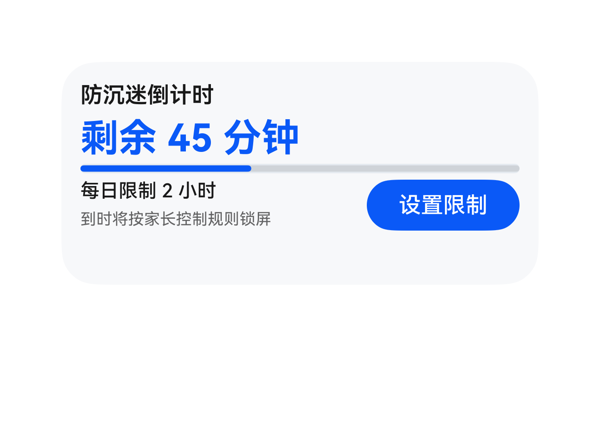 防沉迷倒计时
剩余 45 分钟
每日限制 2 小时
到时将按家长控制规则锁屏
设置限制